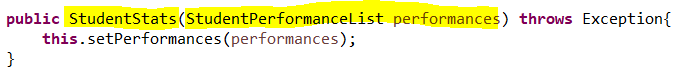 public StudentStats(StudentPerformanceList performances) throws Exception{
    this.setPerformances(performances);
}